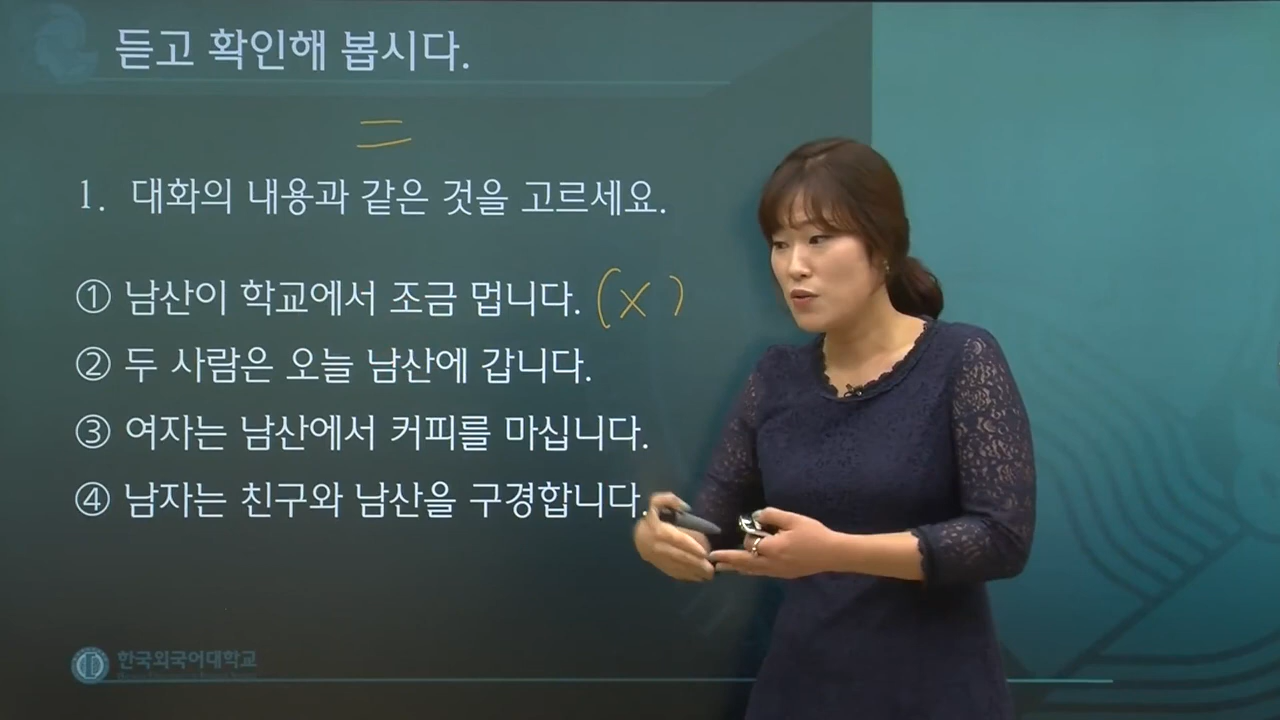 듣고 확인해 봅시다.
=
1. 대화의 내용과 같은 것을 고르세요.
① 남산이 학교에서 조금 멉니다. (X)
② 두 사람은 오늘 남산에 갑니다.
③ 여자는 남산에서 커피를 마십니다.
④ 남자는 친구와 남산을 구경합니다.
한국외국어대학교